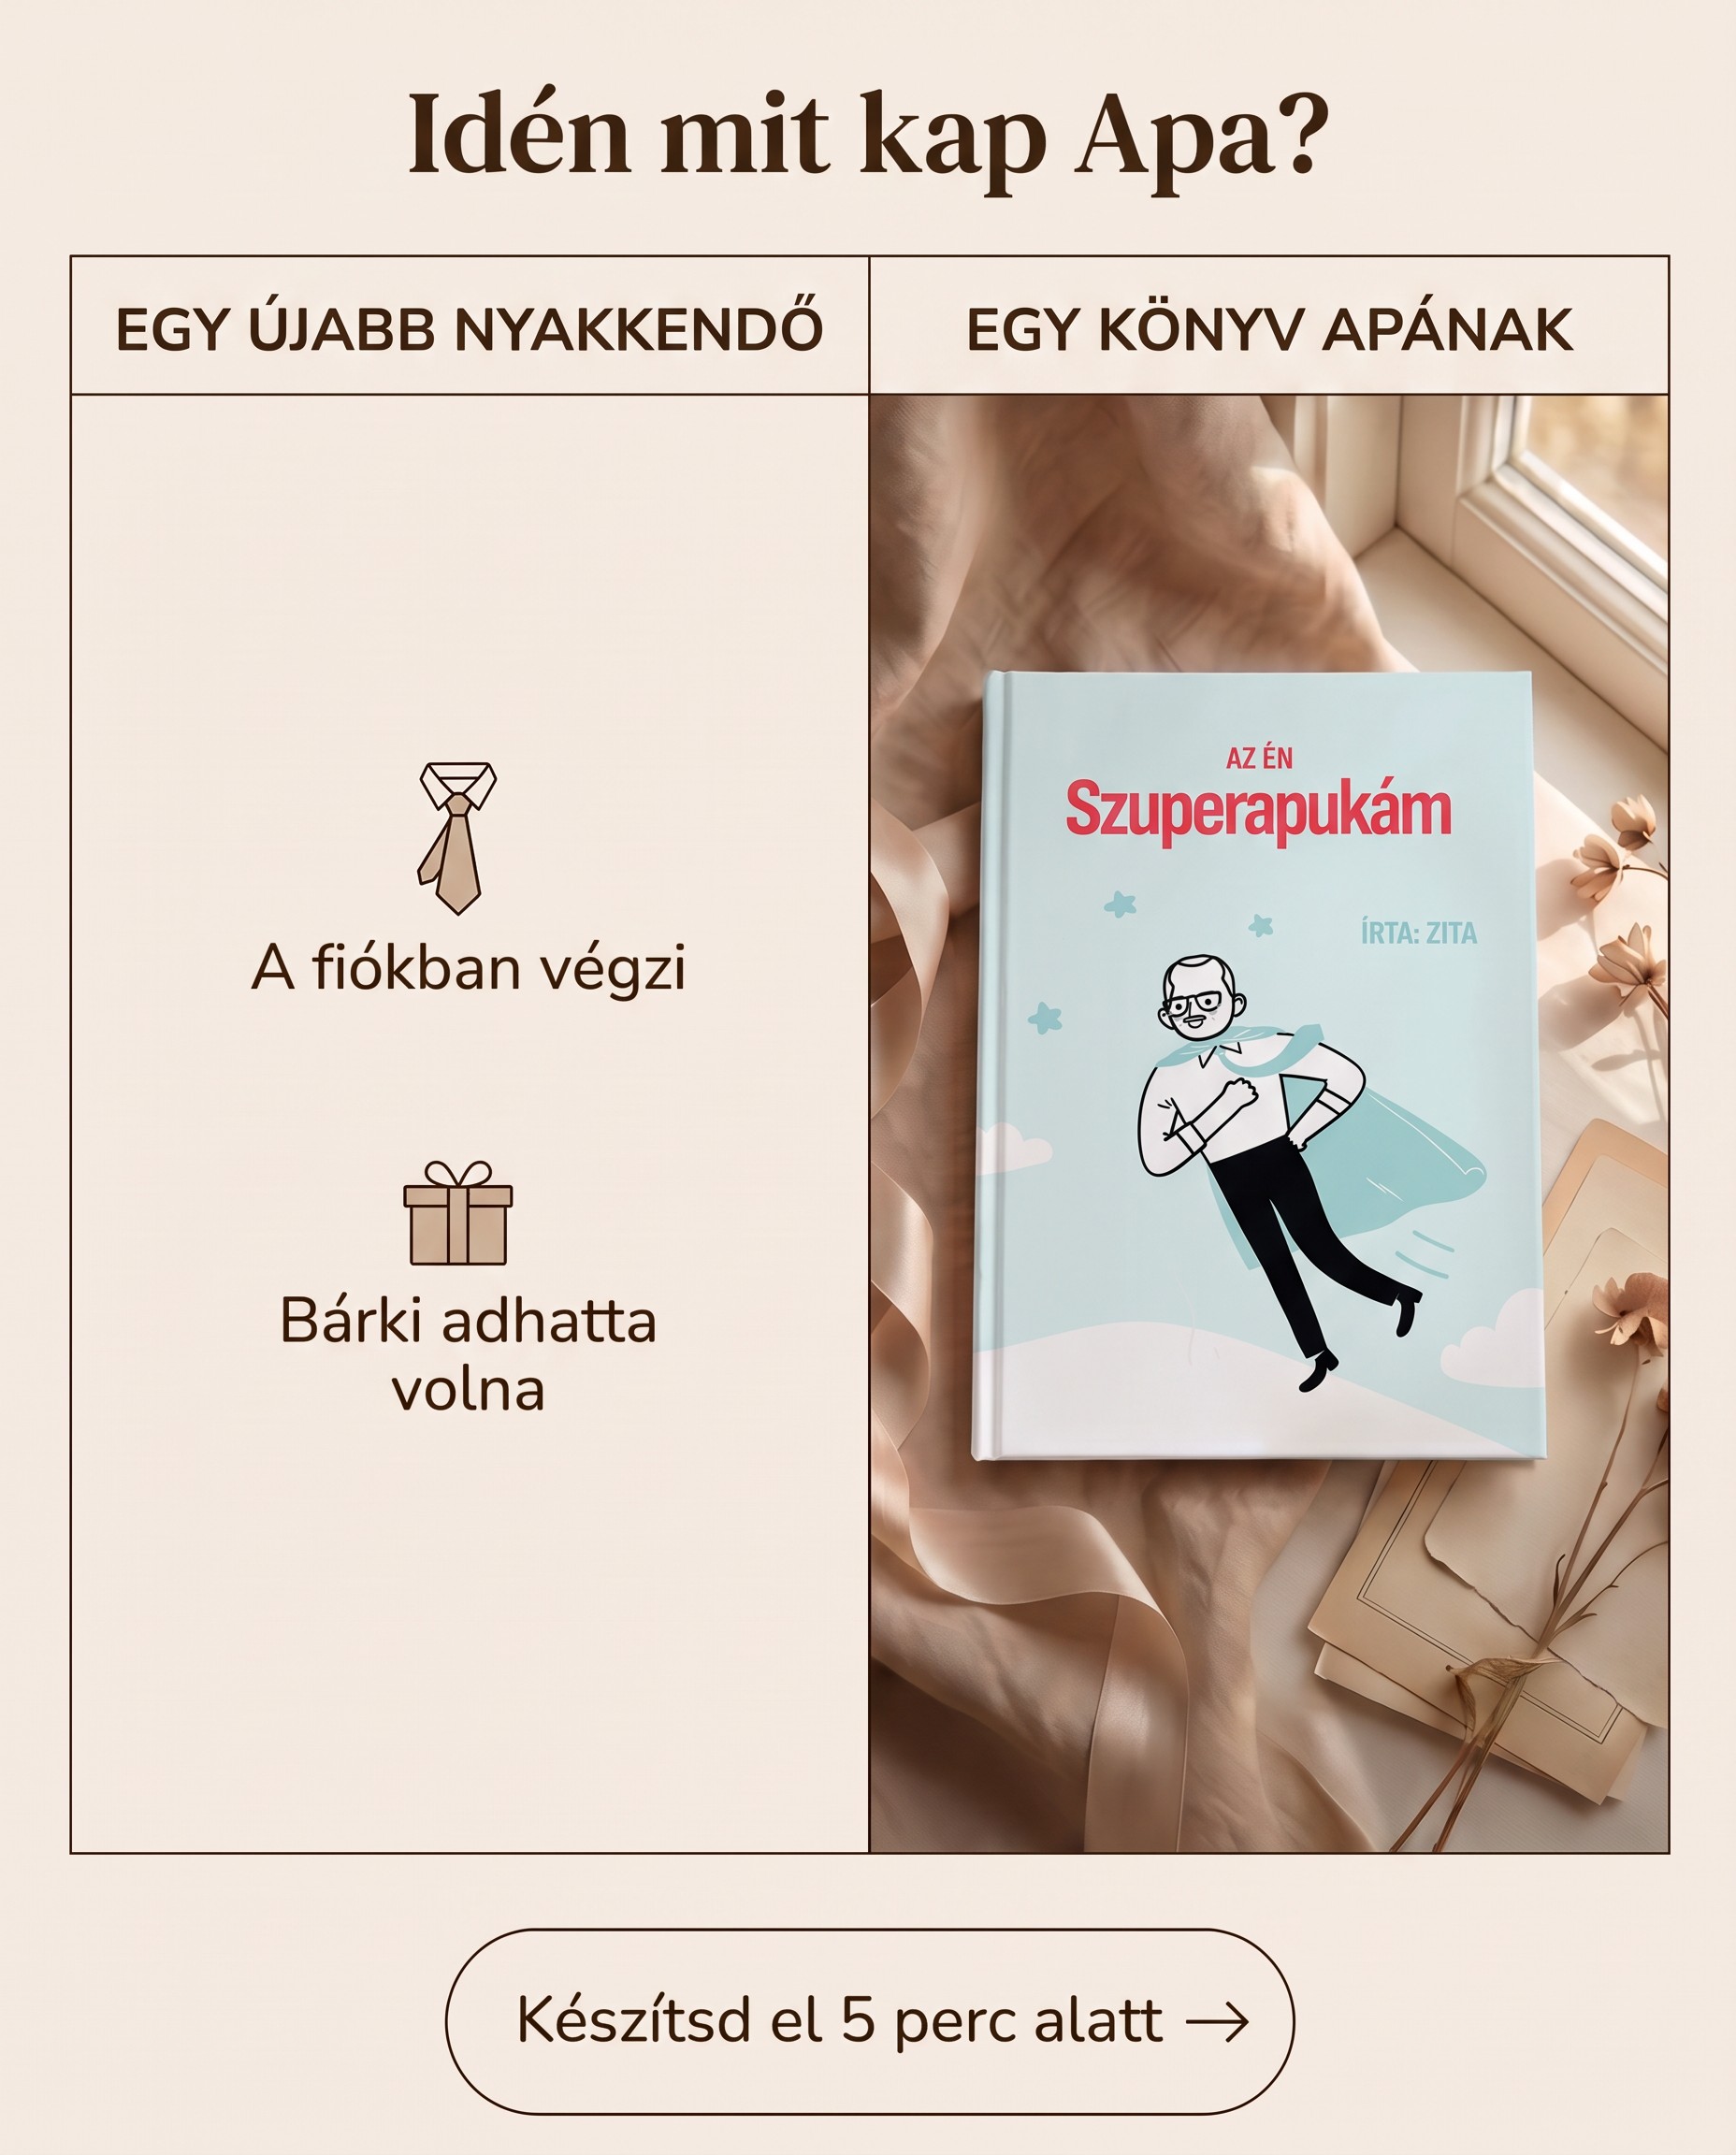 Idén mit kap Apa?
EGY ÚJABB NYAKKENDŐ
EGY KÖNYV APÁNAK
A fiókban végzi
Bárki adhatta
volna
AZ ÉN
Szuperapukám
ÍRTA: ZITA
Készítsd el 5 perc alatt →